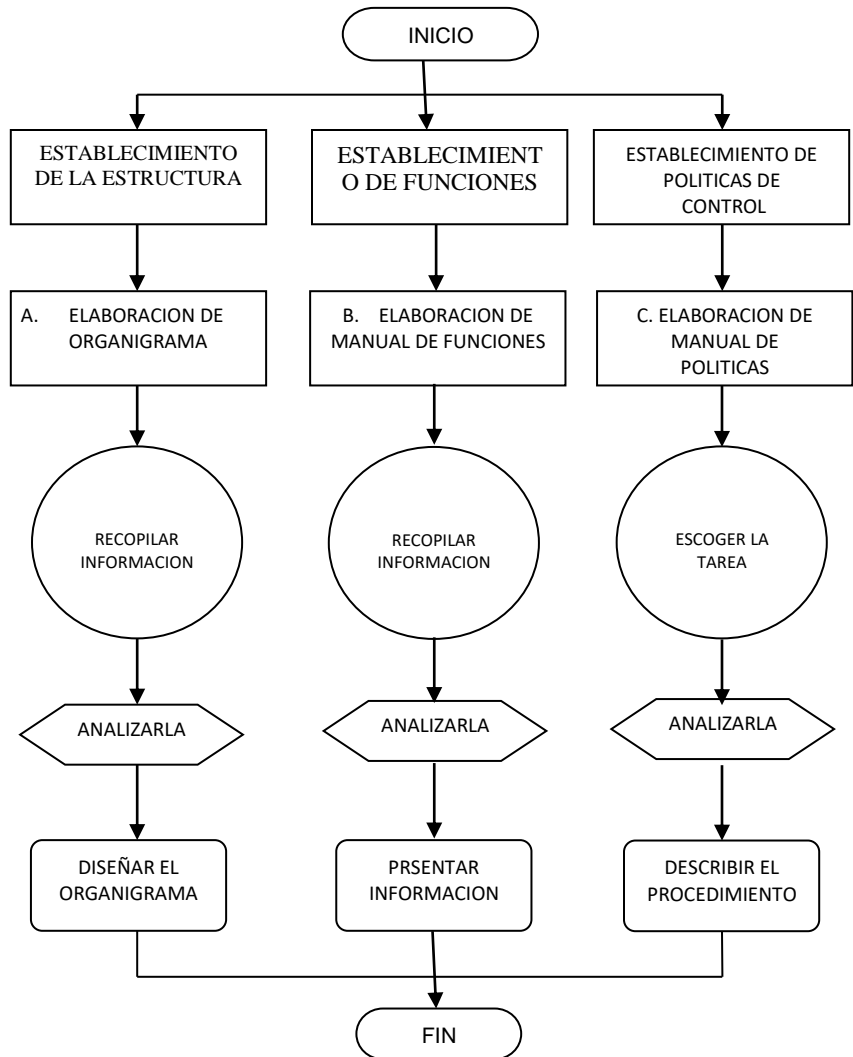 INICIO
ESTABLECIMIENTO
DE LA ESTRUCTURA
ESTABLECIMIENT
O DE FUNCIONES
ESTABLECIMIENTO DE
POLITICAS DE
CONTROL
A. ELABORACION DE
ORGANIGRAMA
B. ELABORACION DE
MANUAL DE FUNCIONES
C. ELABORACION DE
MANUAL DE
POLITICAS
RECOPILAR
INFORMACION
RECOPILAR
INFORMACION
ESCOGER LA
TAREA
ANALIZARLA
ANALIZARLA
ANALIZARLA
DISEÑAR EL
ORGANIGRAMA
PRSENTAR
INFORMACION
DESCRIBIR EL
PROCEDIMIENTO
FIN